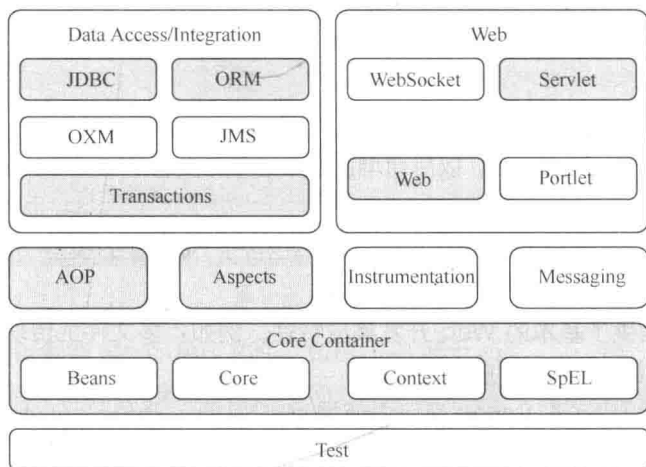 Data Access/Integration
JDBC
ORM
OXM
JMS
Transactions
Web
WebSocket
Servlet
Web
Portlet
AOP
Aspects
Instrumentation
Messaging
Core Container
Beans
Core
Context
SpEL
Test